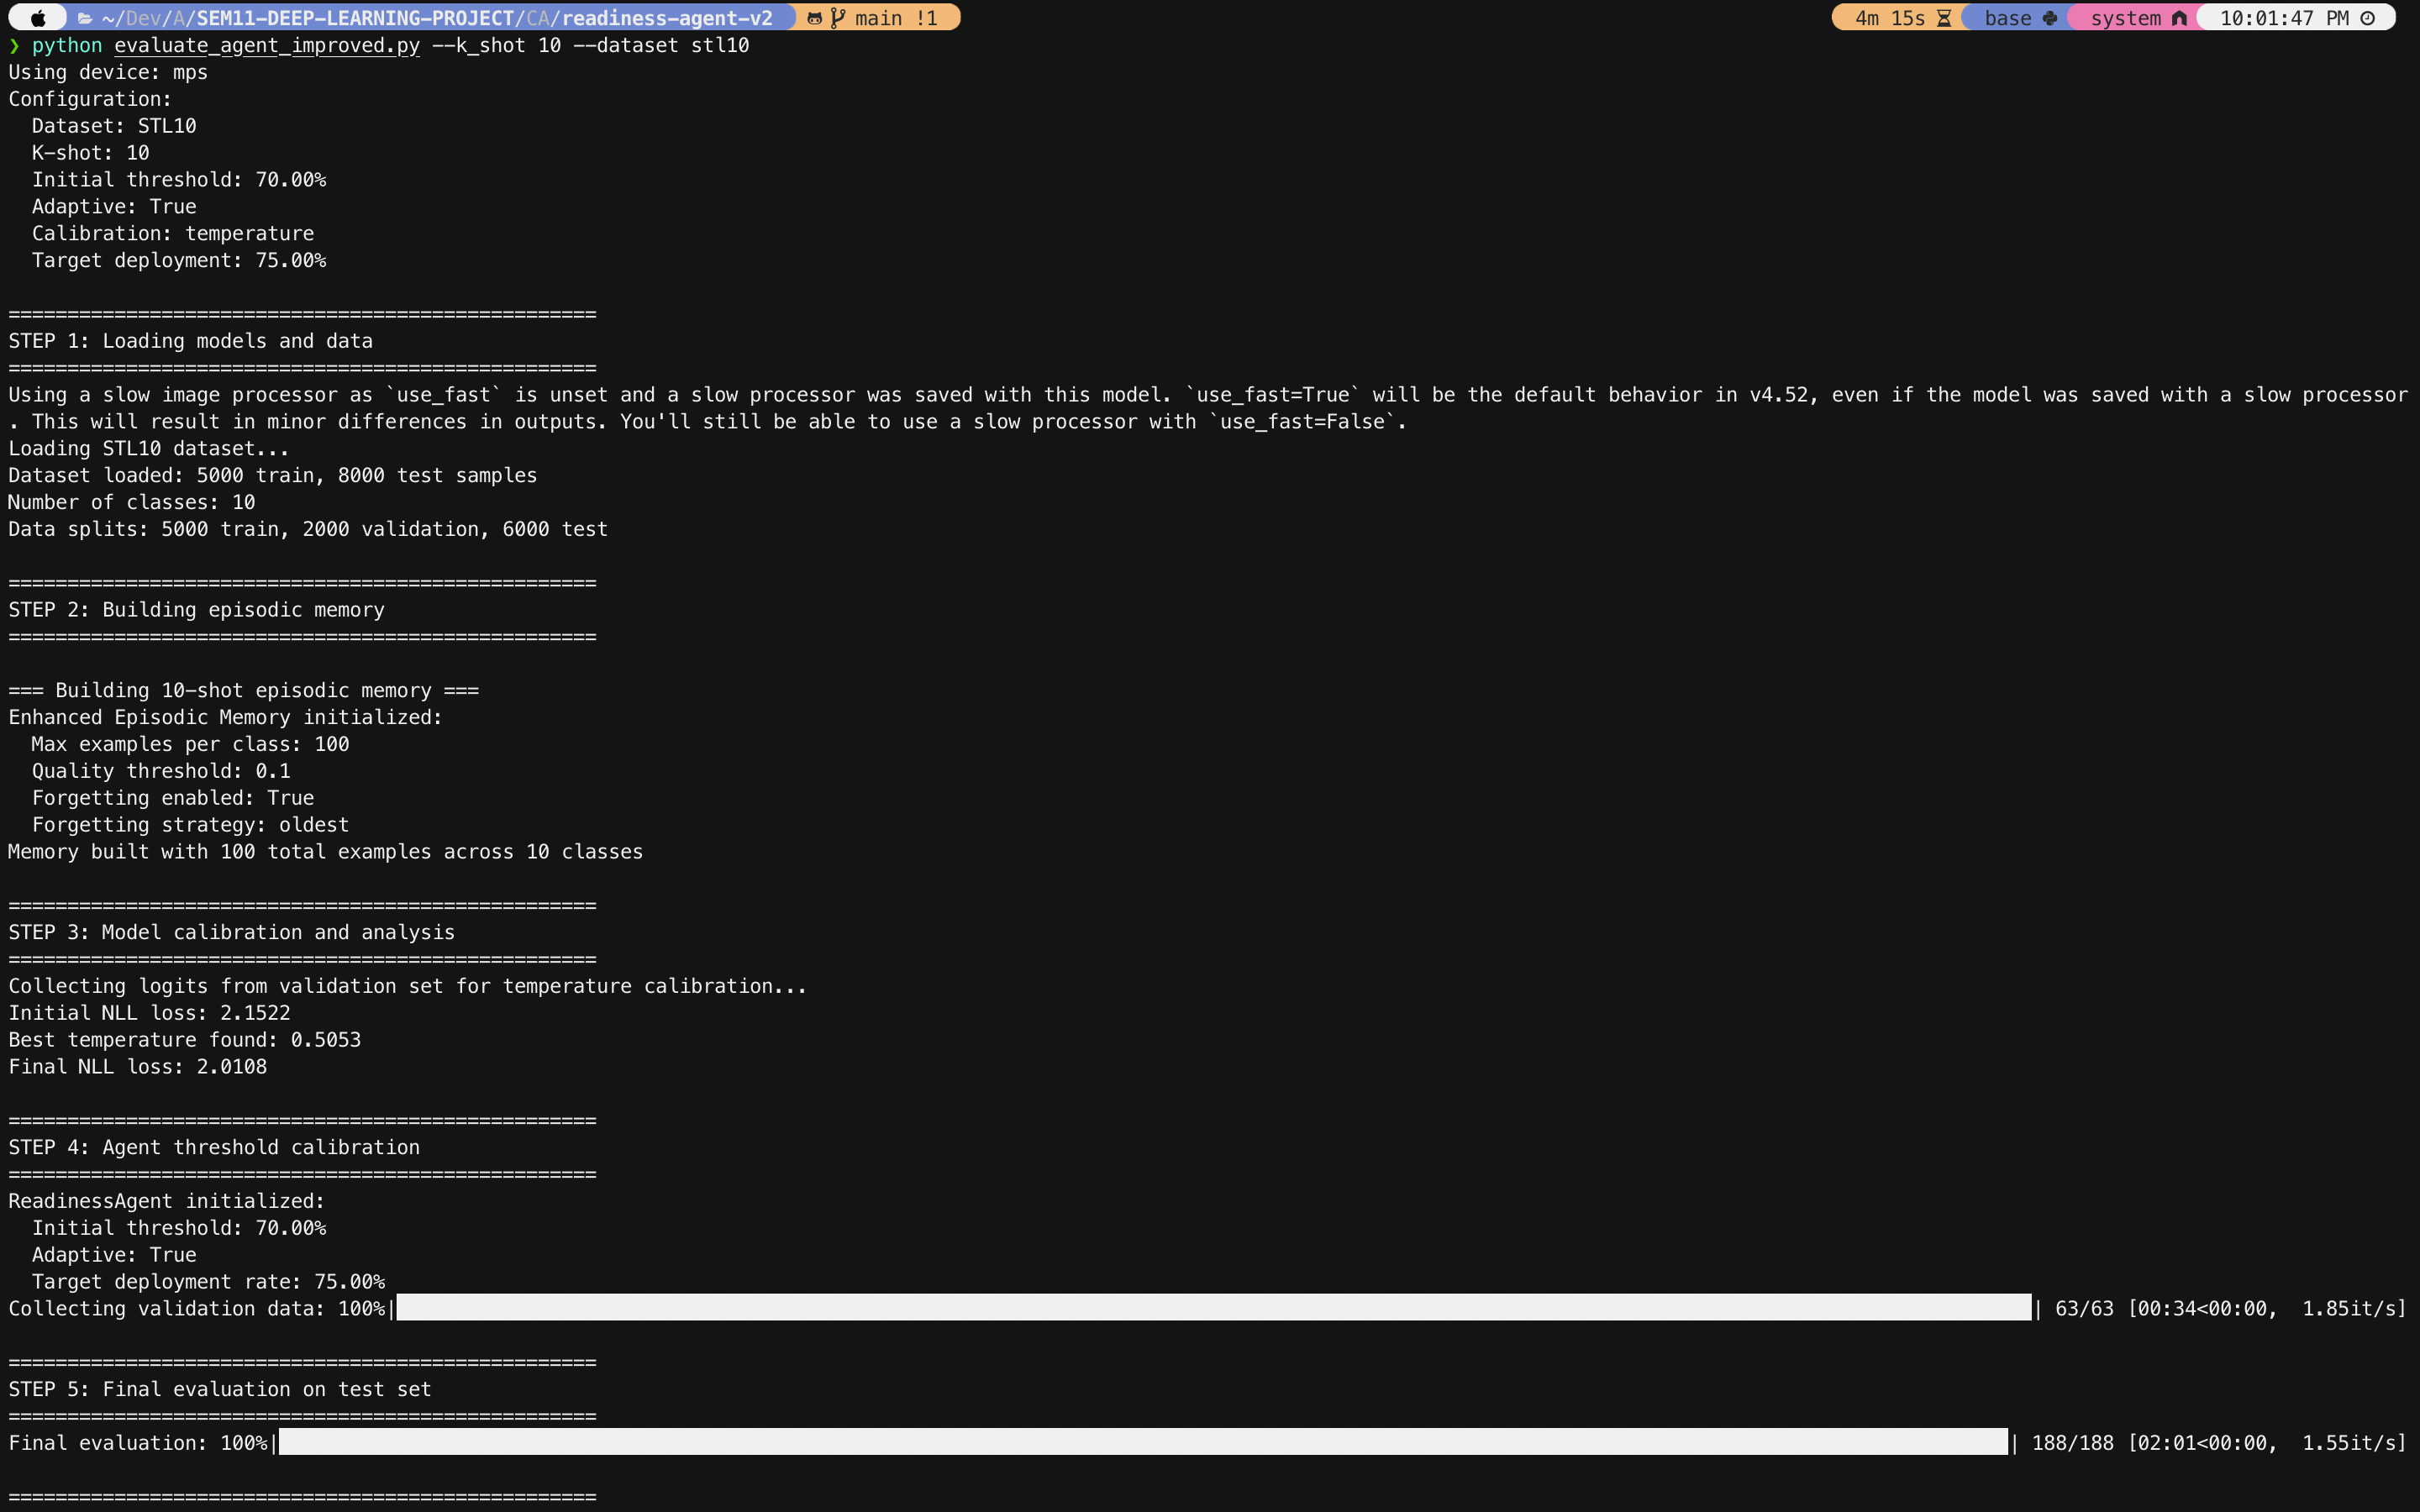 ~/Dev/A/SEM11-DEEP-LEARNING-PROJECT/CA/readiness-agent-v2 main !1 4m 15s base system 10:01:47 PM
❯ python evaluate_agent_improved.py --k_shot 10 --dataset stl10
Using device: mps
Configuration:
  Dataset: STL10
  K-shot: 10
  Initial threshold: 70.00%
  Adaptive: True
  Calibration: temperature
  Target deployment: 75.00%

==================================================
STEP 1: Loading models and data
==================================================
Using a slow image processor as `use_fast` is unset and a slow processor was saved with this model. `use_fast=True` will be the default behavior in v4.52, even if the model was saved with a slow processor
. This will result in minor differences in outputs. You'll still be able to use a slow processor with `use_fast=False`.
Loading STL10 dataset...
Dataset loaded: 5000 train, 8000 test samples
Number of classes: 10
Data splits: 5000 train, 2000 validation, 6000 test

==================================================
STEP 2: Building episodic memory
==================================================

=== Building 10-shot episodic memory ===
Enhanced Episodic Memory initialized:
  Max examples per class: 100
  Quality threshold: 0.1
  Forgetting enabled: True
  Forgetting strategy: oldest
Memory built with 100 total examples across 10 classes

==================================================
STEP 3: Model calibration and analysis
==================================================
Collecting logits from validation set for temperature calibration...
Initial NLL loss: 2.1522
Best temperature found: 0.5053
Final NLL loss: 2.0108

==================================================
STEP 4: Agent threshold calibration
==================================================
ReadinessAgent initialized:
  Initial threshold: 70.00%
  Adaptive: True
  Target deployment rate: 75.00%
Collecting validation data: 100%| | 63/63 [00:34<00:00,  1.85it/s]

==================================================
STEP 5: Final evaluation on test set
==================================================
Final evaluation: 100%| | 188/188 [02:01<00:00,  1.55it/s]

==================================================